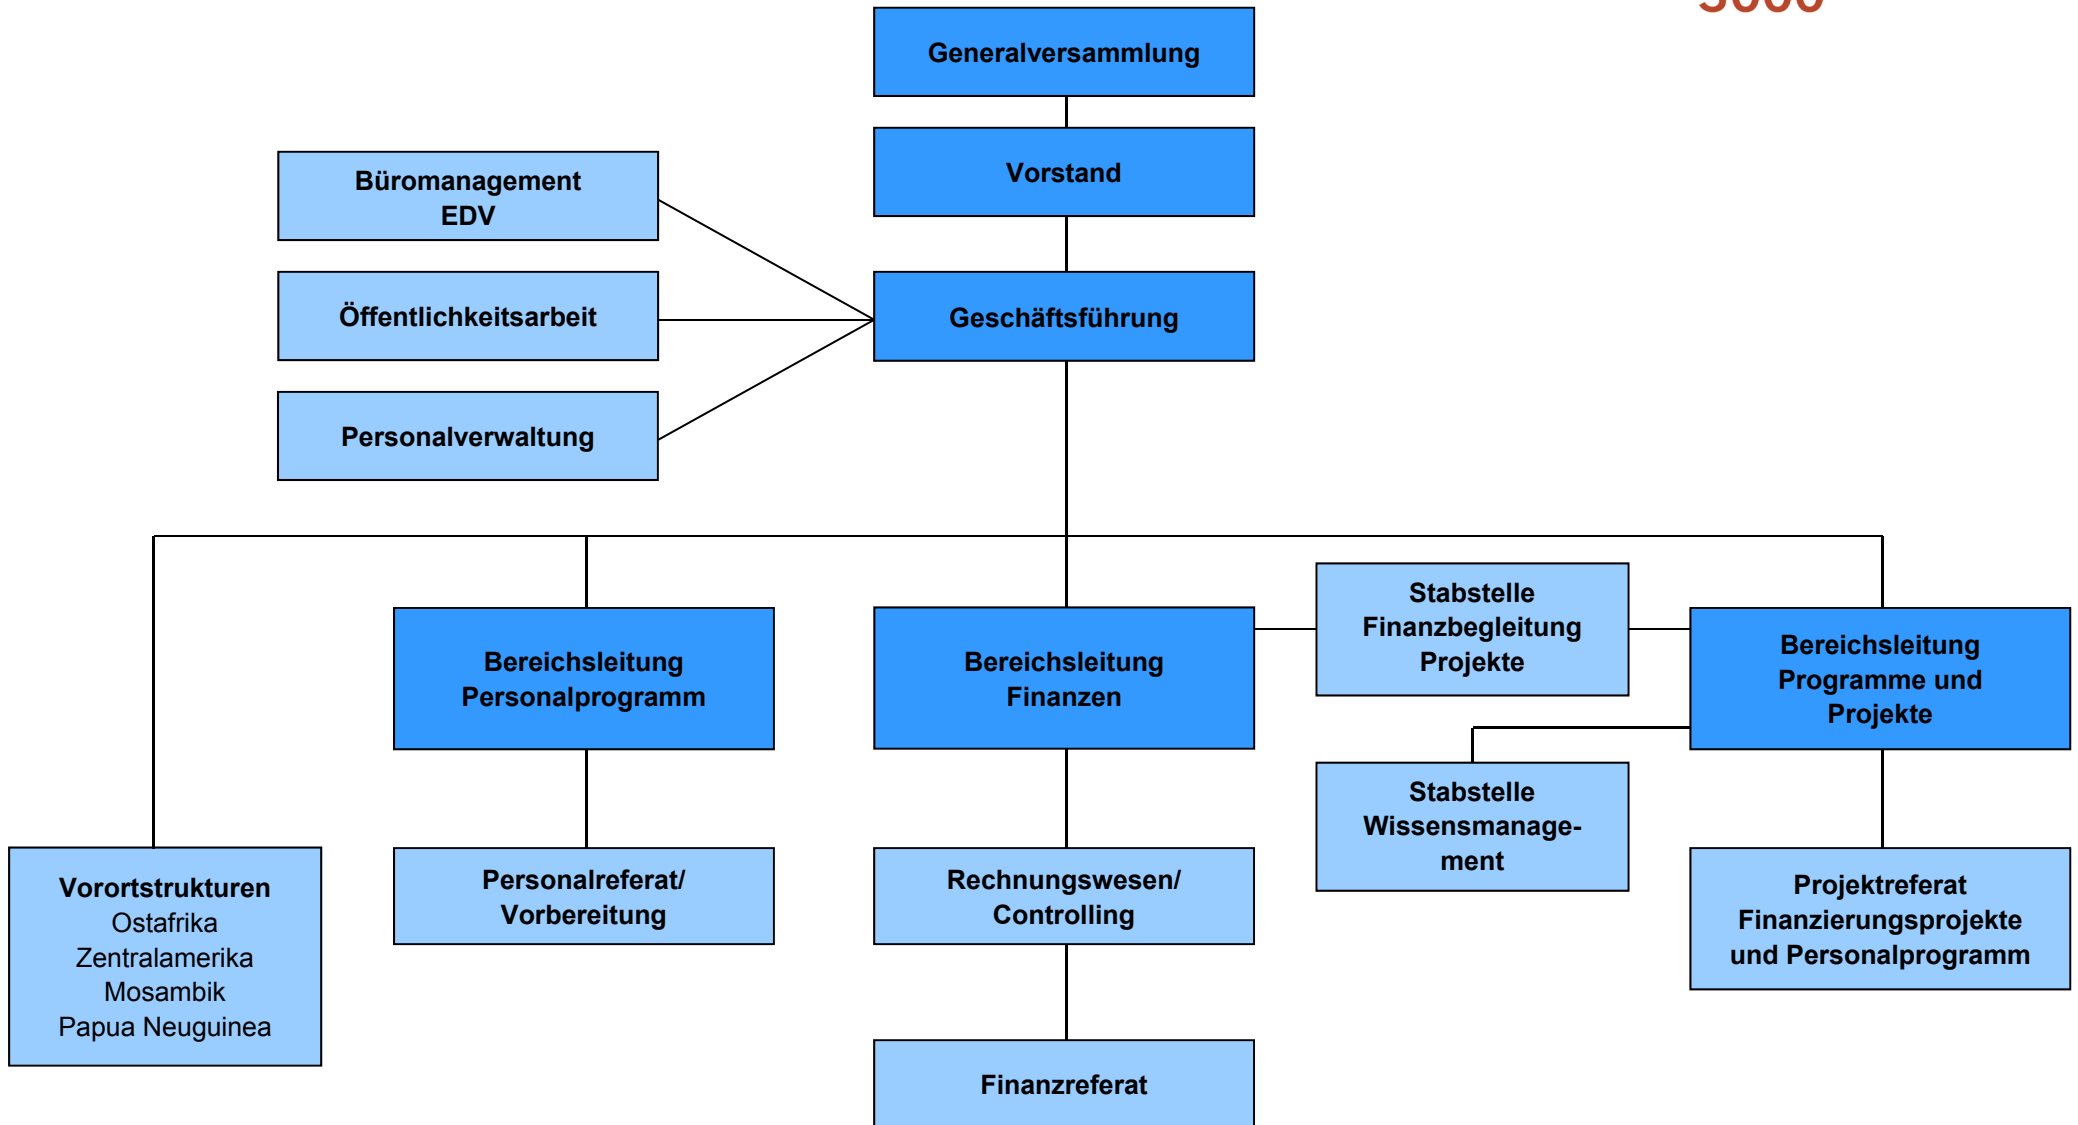 Generalversammlung
Vorstand
Büromanagement
EDV
Öffentlichkeitsarbeit
Geschäftsführung
Personalverwaltung
Stabstelle
Finanzbegleitung
Projekte
Bereichsleitung
Personalprogramm
Bereichsleitung
Finanzen
Bereichsleitung
Programme und
Projekte
Stabstelle
Wissensmanage-
ment
Vorortstrukturen
Ostafrika
Zentralamerika
Mosambik
Papua Neuguinea
Personalreferat/
Vorbereitung
Rechnungswesen/
Controlling
Projektreferat
Finanzierungsprojekte
und Personalprogramm
Finanzreferat